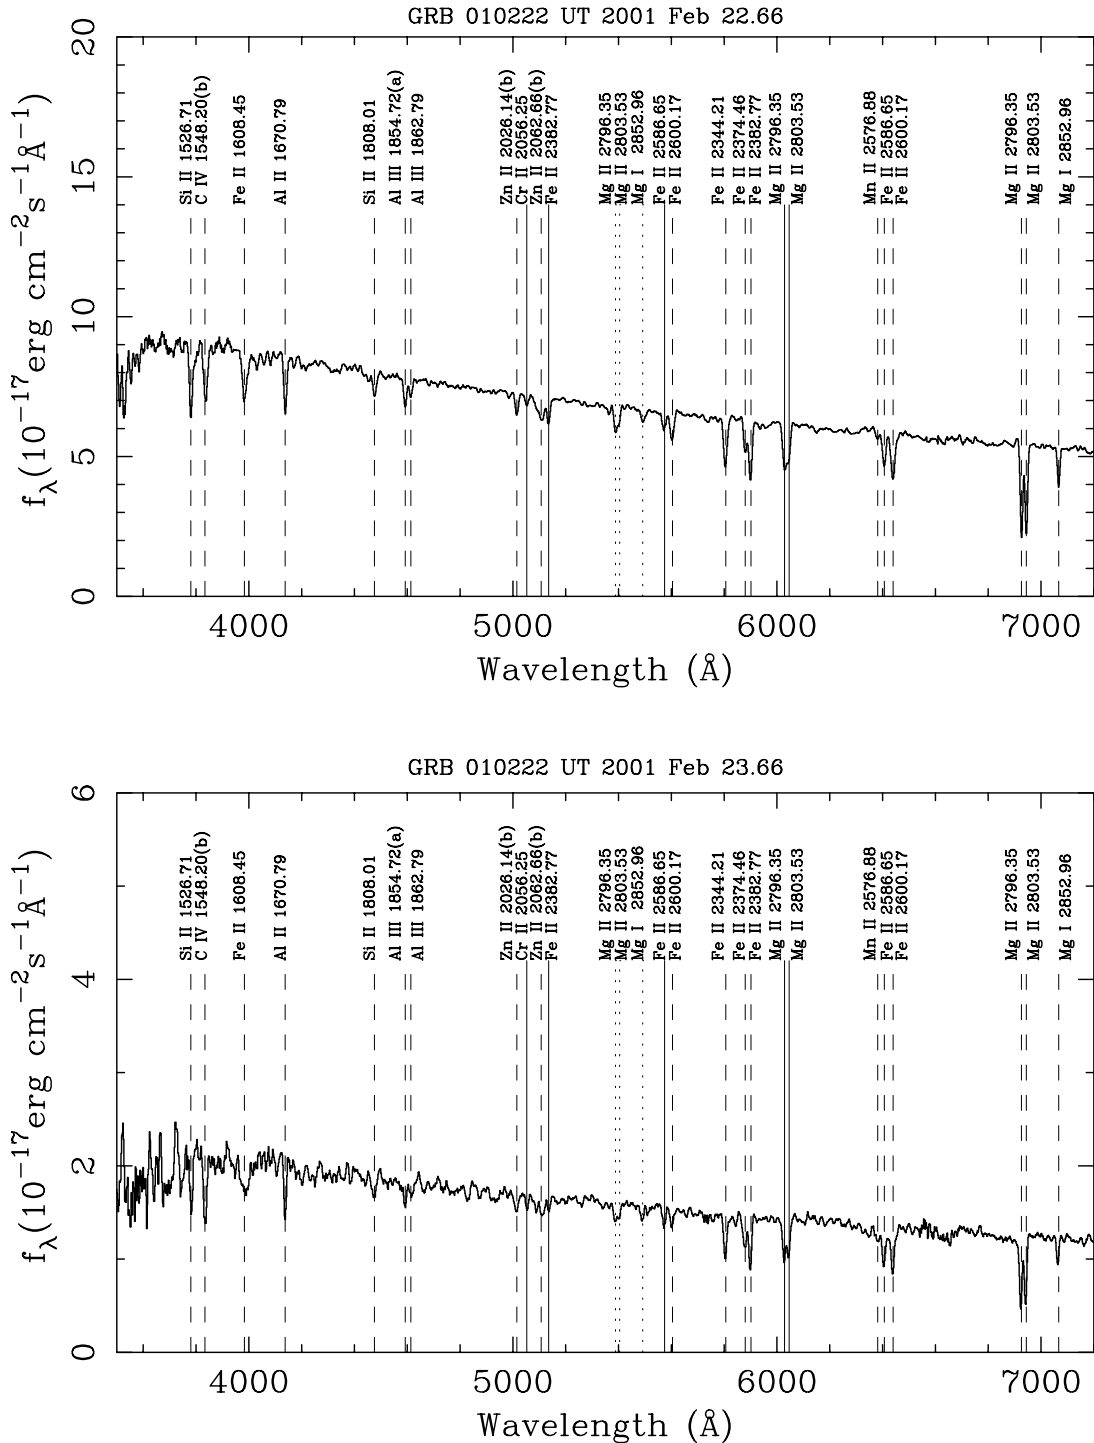 GRB 010222 UT 2001 Feb 22.66
20
15
10
5
0
f_λ(10^−17 erg cm^−2 s^−1 Å^−1)
Si II 1526.71
C IV 1548.20(b)
Fe II 1608.45
Al II 1670.79
Si II 1808.01
Al III 1854.72(a)
Al III 1862.79
Zn II 2026.14(b)
Cr II 2056.25
Zn II 2062.66(b)
Fe II 2382.77
Mg II 2796.35
Mg II 2803.53
Mg I 2852.96
Fe II 2586.65
Fe II 2600.17
Fe II 2344.21
Fe II 2374.46
Fe II 2382.77
Mg II 2796.35
Mg II 2803.53
Mn II 2576.88
Fe II 2586.65
Fe II 2600.17
Mg II 2796.35
Mg II 2803.53
Mg I 2852.96
4000 5000 6000 7000
Wavelength (Å)
GRB 010222 UT 2001 Feb 23.66
6
4
2
0
f_λ(10^−17 erg cm^−2 s^−1 Å^−1)
Si II 1526.71
C IV 1548.20(b)
Fe II 1608.45
Al II 1670.79
Si II 1808.01
Al III 1854.72(a)
Al III 1862.79
Zn II 2026.14(b)
Cr II 2056.25
Zn II 2062.66(b)
Fe II 2382.77
Mg II 2796.35
Mg II 2803.53
Mg I 2852.96
Fe II 2586.65
Fe II 2600.17
Fe II 2344.21
Fe II 2374.46
Fe II 2382.77
Mg II 2796.35
Mg II 2803.53
Mn II 2576.88
Fe II 2586.65
Fe II 2600.17
Mg II 2796.35
Mg II 2803.53
Mg I 2852.96
4000 5000 6000 7000
Wavelength (Å)